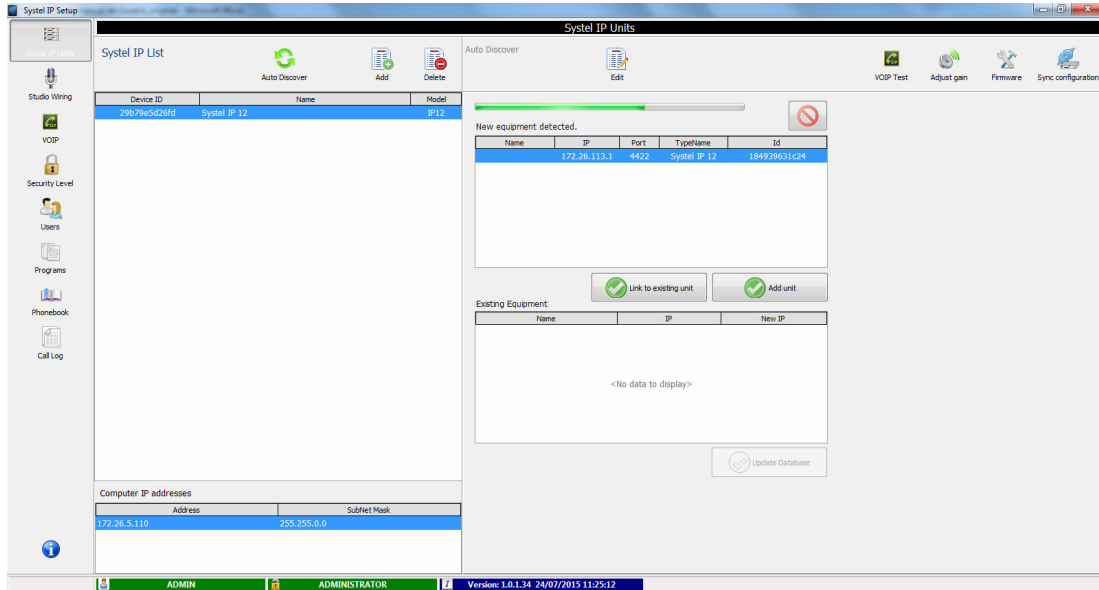 Systel IP Setup
Systel IP Units
Systel IP Units
Studio Wiring
VOIP
Security Level
Users
Programs
Phonebook
Call Log
Systel IP List
Auto Discover
Add
Delete
Device ID Name Model
29b79e5d26fd Systel IP 12 IP12
Computer IP addresses
Address SubNet Mask
172.26.5.110 255.255.0.0
Auto Discover
Edit
VOIP Test
Adjust gain
Firmware
Sync configuration
New equipment detected.
Name IP Port TypeName Id
172.26.113.1 4422 Systel IP 12 184939631c24
Link to existing unit
Add unit
Existing Equipment
Name IP New IP
<No data to display>
Update Database
ADMIN ADMINISTRATOR Version: 1.0.1.34 24/07/2015 11:25:12